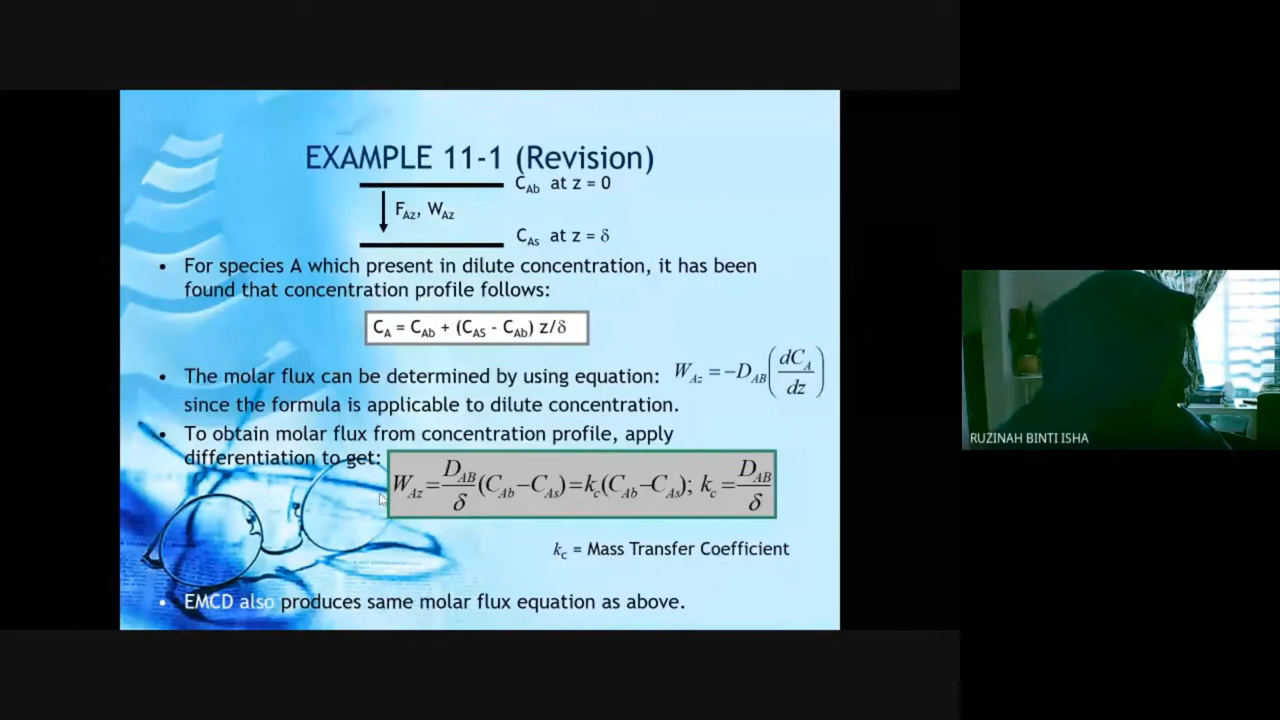 EXAMPLE 11-1 (Revision)
C_Ab at z = 0
F_Az, W_Az
C_As at z = δ
• For species A which present in dilute concentration, it has been
found that concentration profile follows:
C_A = C_Ab + (C_AS - C_Ab) z/δ
• The molar flux can be determined by using equation: W_Az = -D_AB (dC_A / dz)
since the formula is applicable to dilute concentration.
• To obtain molar flux from concentration profile, apply
differentiation to get:
W_Az = D_AB/δ (C_Ab - C_As) = k_c (C_Ab - C_As); k_c = D_AB/δ
k_c = Mass Transfer Coefficient
• EMCD also produces same molar flux equation as above.
RUZINAH BINTI ISHA